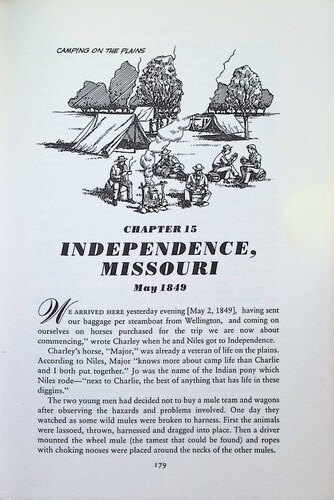 CAMPING ON THE PLAINS
CHAPTER 15
INDEPENDENCE,
MISSOURI
May 1849
WE ARRIVED HERE yesterday evening [May 2, 1849], having sent
our baggage per steamboat from Wellington, and coming on
ourselves on horses purchased for the trip we are now about
commencing," wrote Charley when he and Niles got to Independence.
Charley's horse, "Major," was already a veteran of life on the plains.
According to Niles, Major "knows more about camp life than Charlie
and I both put together." Jo was the name of the Indian pony which
Niles rode—"next to Charlie, the best of anything that has life in these
diggins."
The two young men had decided not to buy a mule team and wagons
after observing the hazards and problems involved. One day they
watched as some wild mules were broken to harness. First the animals
were lassoed, thrown, harnessed and dragged into place. Then a driver
mounted the wheel mule (the tamest that could be found) and ropes
with choking nooses were placed around the necks of the other mules.
179